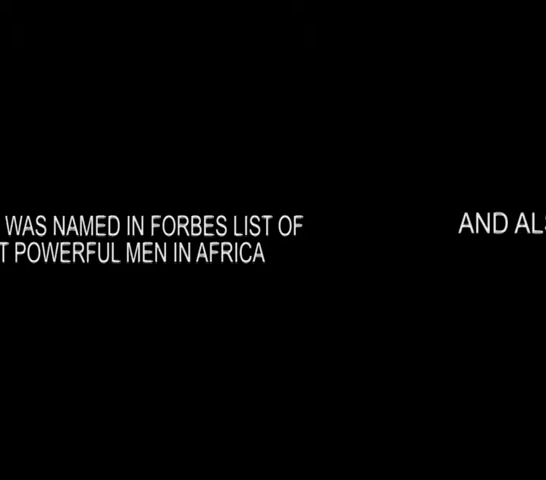 WAS NAMED IN FORBES LIST OF
POWERFUL MEN IN AFRICA
AND